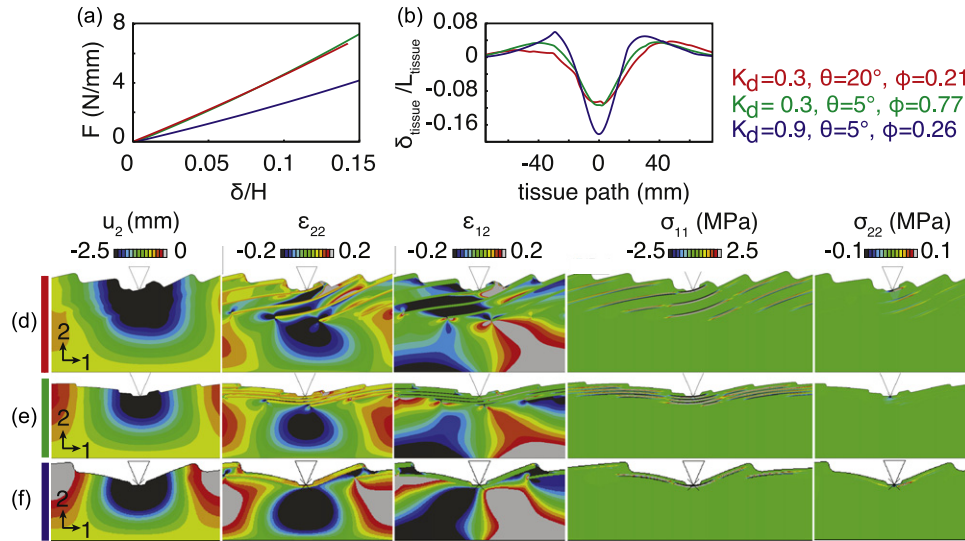 (a)
8
4
0
F (N/mm)
0 0.05 0.1 0.15
δ/H
(b)
0.08
0
-0.08
-0.16
δtissue /Ltissue
-40 0 40
tissue path (mm)
Kd=0.3, θ=20°, ϕ=0.21
Kd= 0.3, θ=5°, ϕ=0.77
Kd=0.9, θ=5°, ϕ=0.26
u2 (mm) ε22 ε12 σ11 (MPa) σ22 (MPa)
-2.5 0 -0.2 0.2 -0.2 0.2 -2.5 2.5 -0.1 0.1
(d)
2
1
(e)
2
1
(f)
2
1